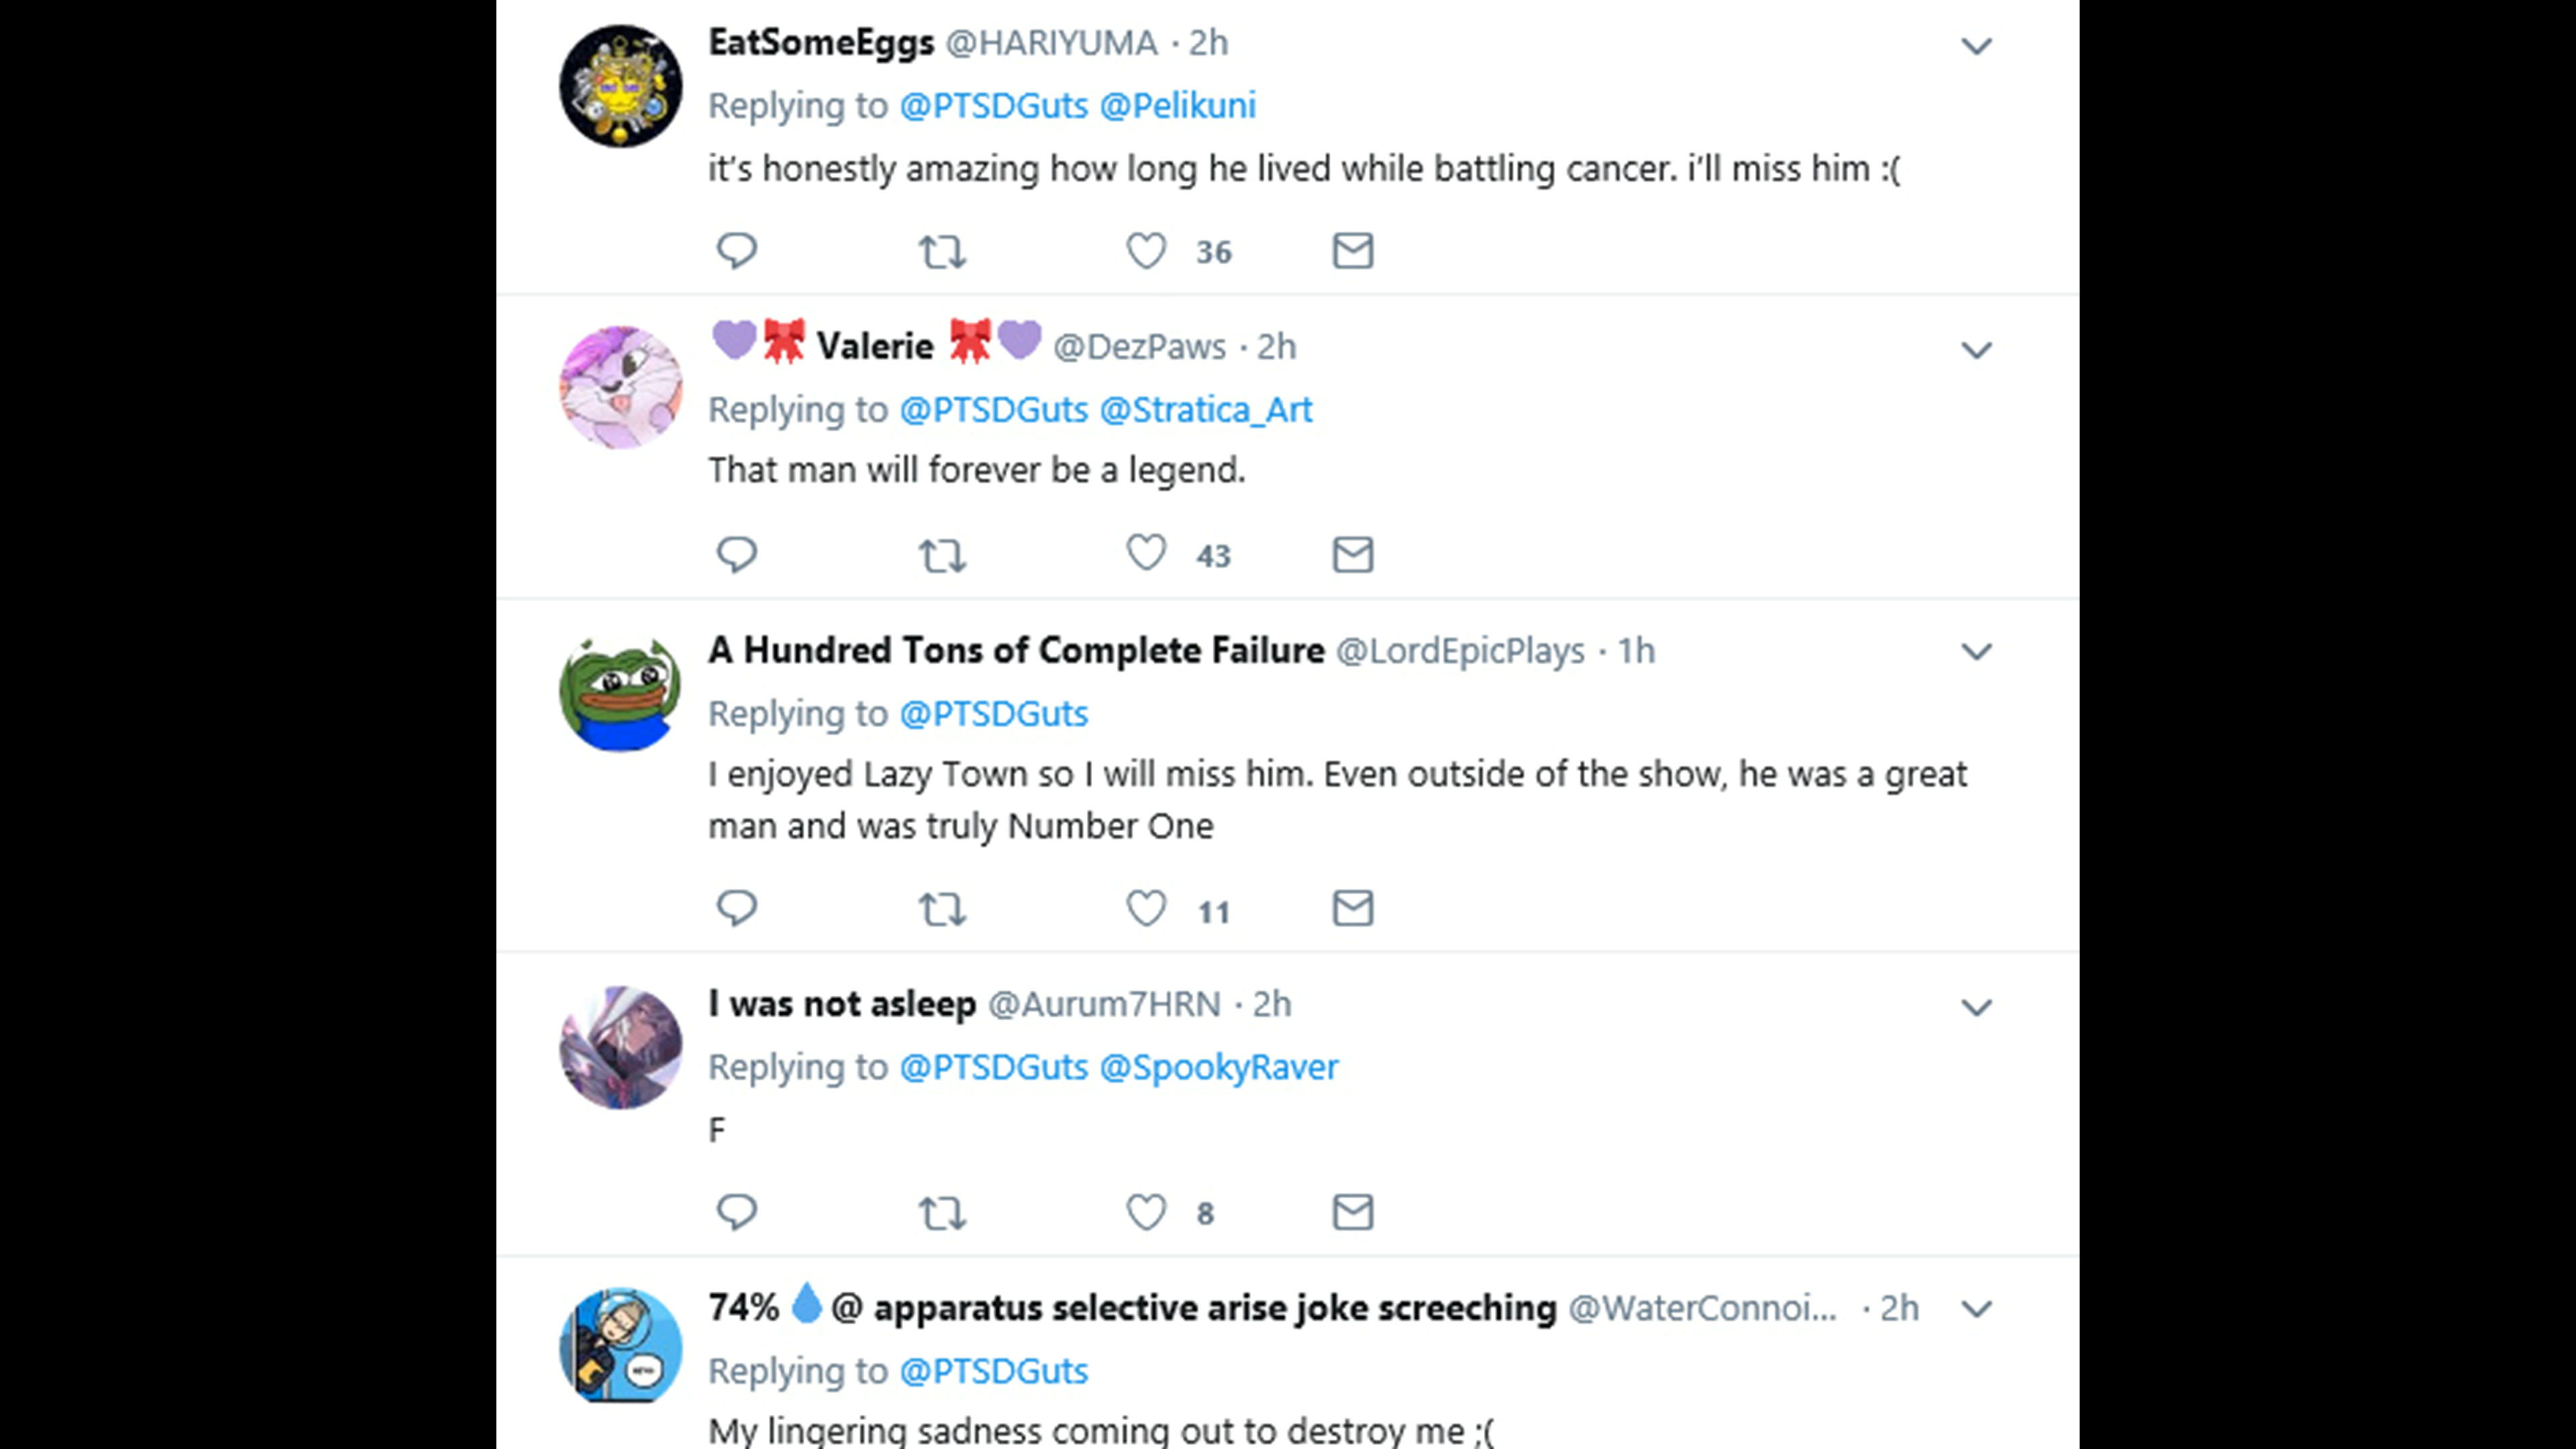 EatSomeEggs @HARIYUMA · 2h
Replying to @PTSDGuts @Pelikuni
it's honestly amazing how long he lived while battling cancer. i'll miss him :(
36
💜🎀 Valerie 🎀💜 @DezPaws · 2h
Replying to @PTSDGuts @Stratica_Art
That man will forever be a legend.
43
A Hundred Tons of Complete Failure @LordEpicPlays · 1h
Replying to @PTSDGuts
I enjoyed Lazy Town so I will miss him. Even outside of the show, he was a great
man and was truly Number One
11
I was not asleep @Aurum7HRN · 2h
Replying to @PTSDGuts @SpookyRaver
F
8
74% 💧@ apparatus selective arise joke screeching @WaterConnoi... · 2h
Replying to @PTSDGuts
My lingering sadness coming out to destroy me ;(